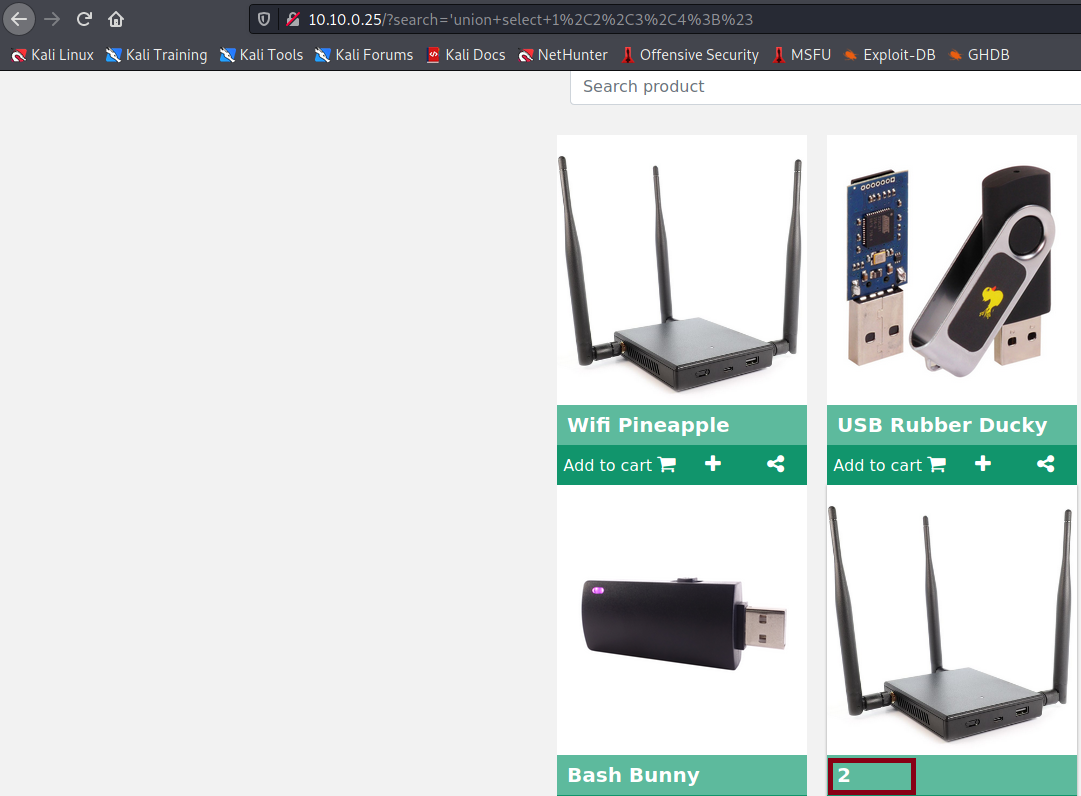 10.10.0.25/?search='union+select+1%2C2%2C3%2C4%3B%23
Kali Linux Kali Training Kali Tools Kali Forums Kali Docs NetHunter Offensive Security MSFU Exploit-DB GHDB
Search product
Wifi Pineapple USB Rubber Ducky
Add to cart Add to cart
Bash Bunny 2